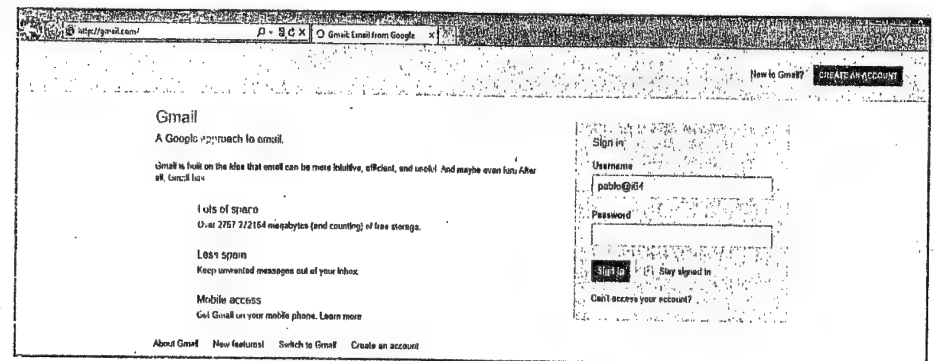 http://gmail.com/
Gmail: Email from Google
New to Gmail? CREATE AN ACCOUNT
Gmail
A Google approach to email.
Gmail is built on the idea that email can be more intuitive, efficient, and useful. And maybe even fun. After
all, Gmail has
Lots of space
Over 2757.272164 megabytes (and counting) of free storage.
Less spam
Keep unwanted messages out of your inbox
Mobile access
Get Gmail on your mobile phone. Learn more
About Gmail New features! Switch to Gmail Create an account
Sign in
Username
pablo@i64
Password
Sign in Stay signed in
Can't access your account?